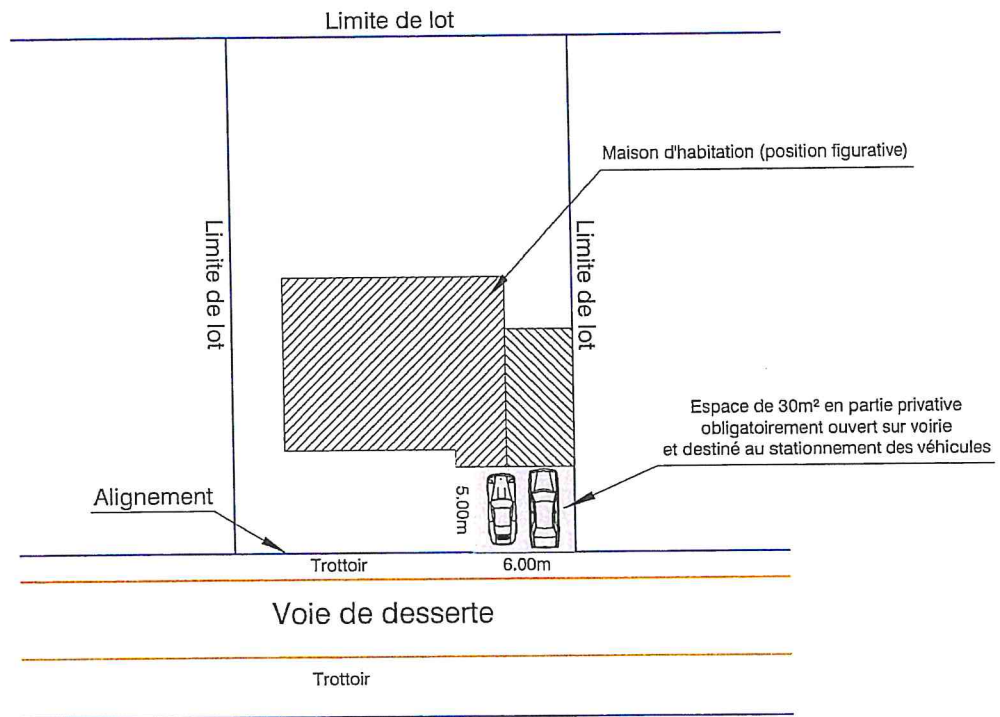 Limite de lot
Maison d'habitation (position figurative)
Limite de lot
Limite de lot
Espace de 30m² en partie privative
obligatoirement ouvert sur voirie
et destiné au stationnement des véhicules
Alignement
5.00m
Trottoir
6.00m
Voie de desserte
Trottoir